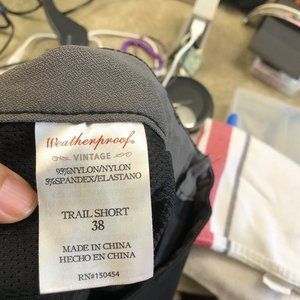 Weatherproof
VINTAGE
95%NYLON/NYLON
5%SPANDEX/ELASTANO
TRAIL SHORT
38
MADE IN CHINA
HECHO EN CHINA
RN#150454